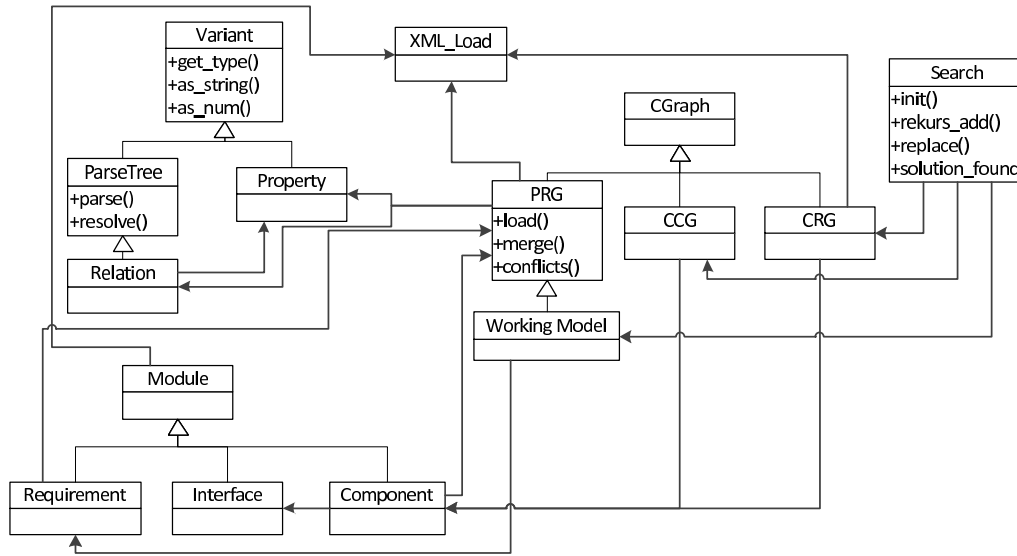 Variant
+get_type()
+as_string()
+as_num()
XML_Load
CGraph
Search
+init()
+rekurs_add()
+replace()
+solution_found
ParseTree
+parse()
+resolve()
Property
PRG
+load()
+merge()
+conflicts()
CCG
CRG
Relation
Working Model
Module
Requirement
Interface
Component